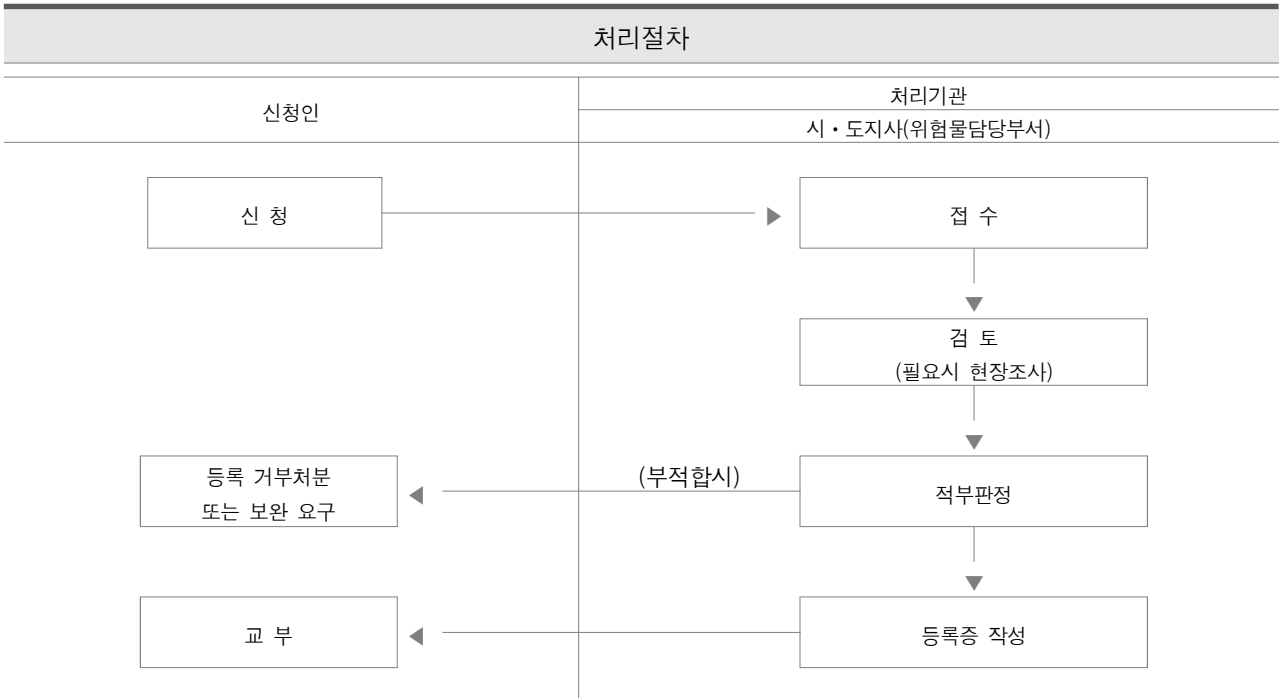 처리절차
신청인
처리기관
시・도지사(위험물담당부서)
신 청
접 수
검 토
(필요시 현장조사)
등록 거부처분
또는 보완 요구
(부적합시)
적부판정
교 부
등록증 작성